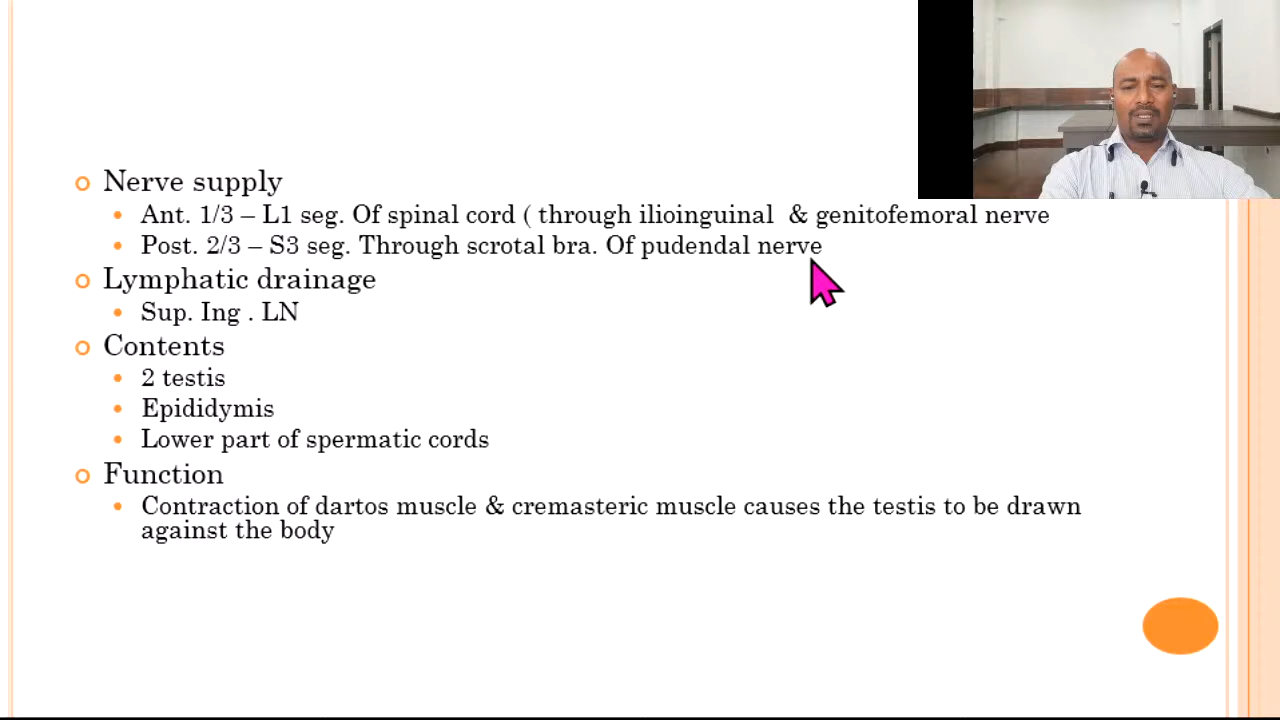 Nerve supply
Ant. 1/3 – L1 seg. Of spinal cord ( through ilioinguinal & genitofemoral nerve
Post. 2/3 – S3 seg. Through scrotal bra. Of pudendal nerve
Lymphatic drainage
Sup. Ing . LN
Contents
2 testis
Epididymis
Lower part of spermatic cords
Function
Contraction of dartos muscle & cremasteric muscle causes the testis to be drawn
against the body